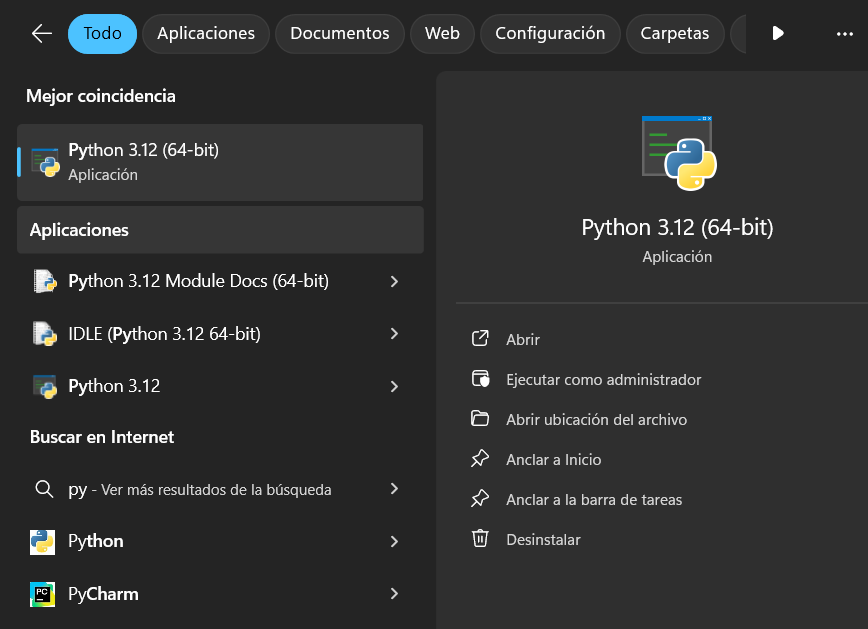 Todo
Aplicaciones
Documentos
Web
Configuración
Carpetas
Mejor coincidencia
Python 3.12 (64-bit)
Aplicación
Aplicaciones
Python 3.12 Module Docs (64-bit)
IDLE (Python 3.12 64-bit)
Python 3.12
Buscar en Internet
py - Ver más resultados de la búsqueda
Python
PC
PyCharm
Python 3.12 (64-bit)
Aplicación
Abrir
Ejecutar como administrador
Abrir ubicación del archivo
Anclar a Inicio
Anclar a la barra de tareas
Desinstalar